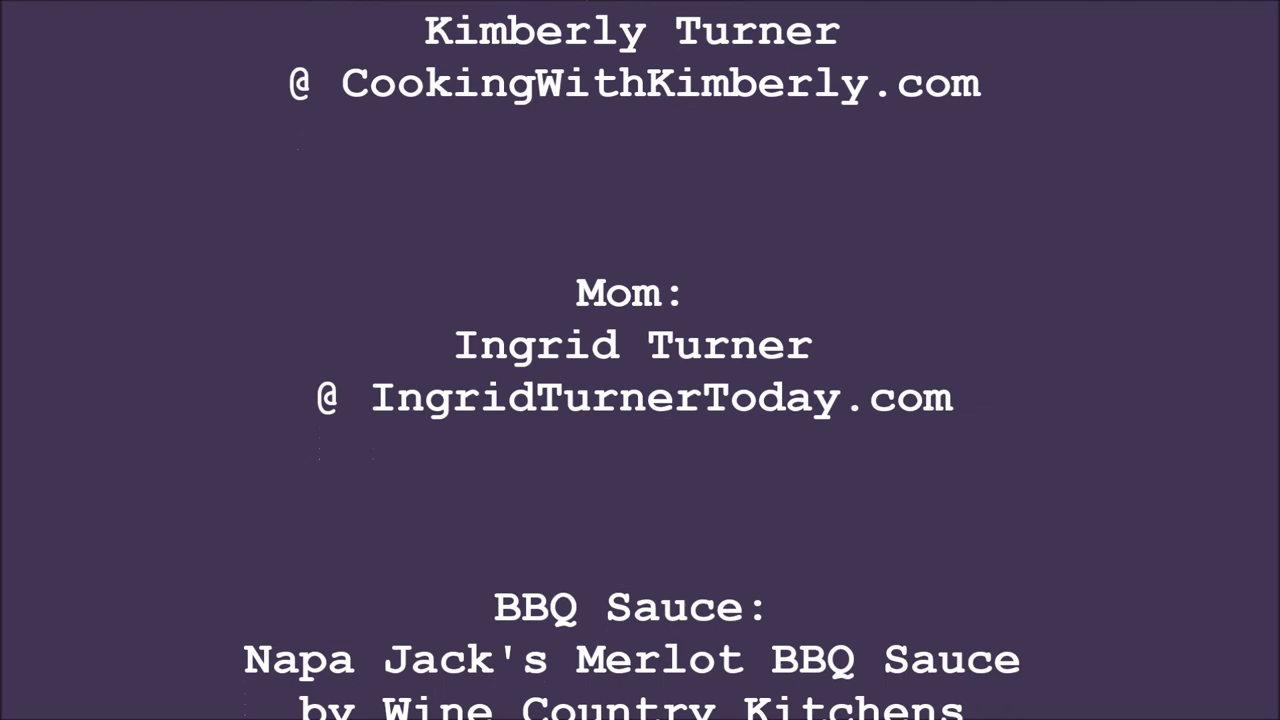 Kimberly Turner
@ CookingWithKimberly.com
Mom:
Ingrid Turner
@ IngridTurnerToday.com
BBQ Sauce:
Napa Jack's Merlot BBQ Sauce
by Wine Country Kitchens